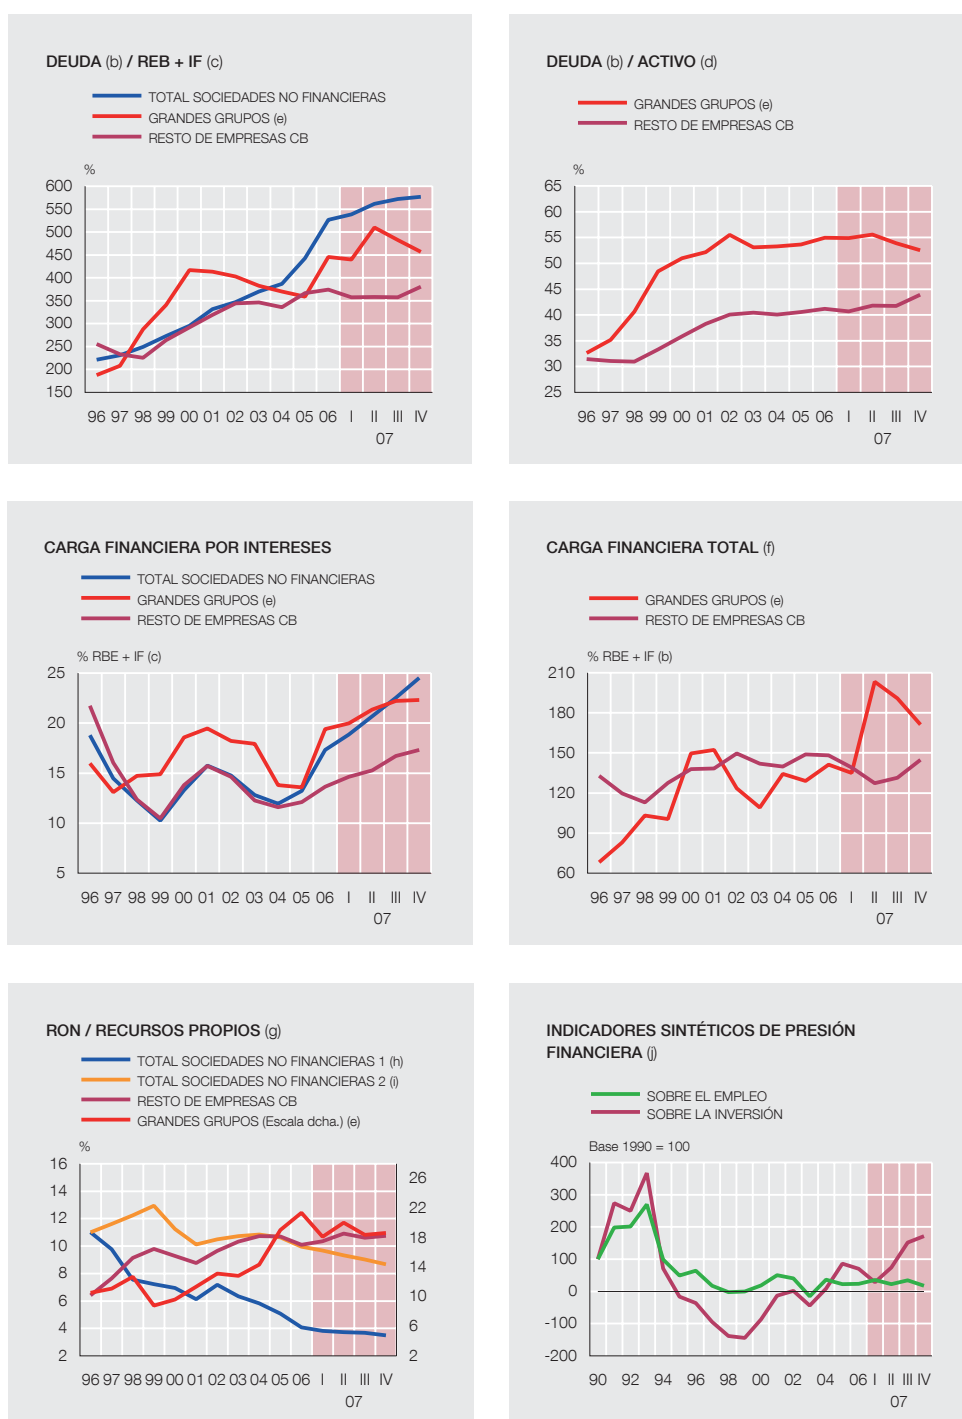 DEUDA (b) / REB + IF (c)
TOTAL SOCIEDADES NO FINANCIERAS
GRANDES GRUPOS (e)
RESTO DE EMPRESAS CB
%
600
550
500
450
400
350
300
250
200
150
96 97 98 99 00 01 02 03 04 05 06 I II III IV
07
DEUDA (b) / ACTIVO (d)
GRANDES GRUPOS (e)
RESTO DE EMPRESAS CB
%
65
60
55
50
45
40
35
30
25
96 97 98 99 00 01 02 03 04 05 06 I II III IV
07
CARGA FINANCIERA POR INTERESES
TOTAL SOCIEDADES NO FINANCIERAS
GRANDES GRUPOS (e)
RESTO DE EMPRESAS CB
% RBE + IF (c)
25
20
15
10
5
96 97 98 99 00 01 02 03 04 05 06 I II III IV
07
CARGA FINANCIERA TOTAL (f)
GRANDES GRUPOS (e)
RESTO DE EMPRESAS CB
% RBE + IF (b)
210
180
150
120
90
60
96 97 98 99 00 01 02 03 04 05 06 I II III IV
07
RON / RECURSOS PROPIOS (g)
TOTAL SOCIEDADES NO FINANCIERAS 1 (h)
TOTAL SOCIEDADES NO FINANCIERAS 2 (i)
RESTO DE EMPRESAS CB
GRANDES GRUPOS (Escala dcha.) (e)
%
16
14
12
10
8
6
4
2
26
22
18
14
10
6
2
96 97 98 99 00 01 02 03 04 05 06 I II III IV
07
INDICADORES SINTÉTICOS DE PRESIÓN
FINANCIERA (j)
SOBRE EL EMPLEO
SOBRE LA INVERSIÓN
Base 1990 = 100
400
300
200
100
0
-100
-200
90 92 94 96 98 00 02 04 06 I II III IV
07